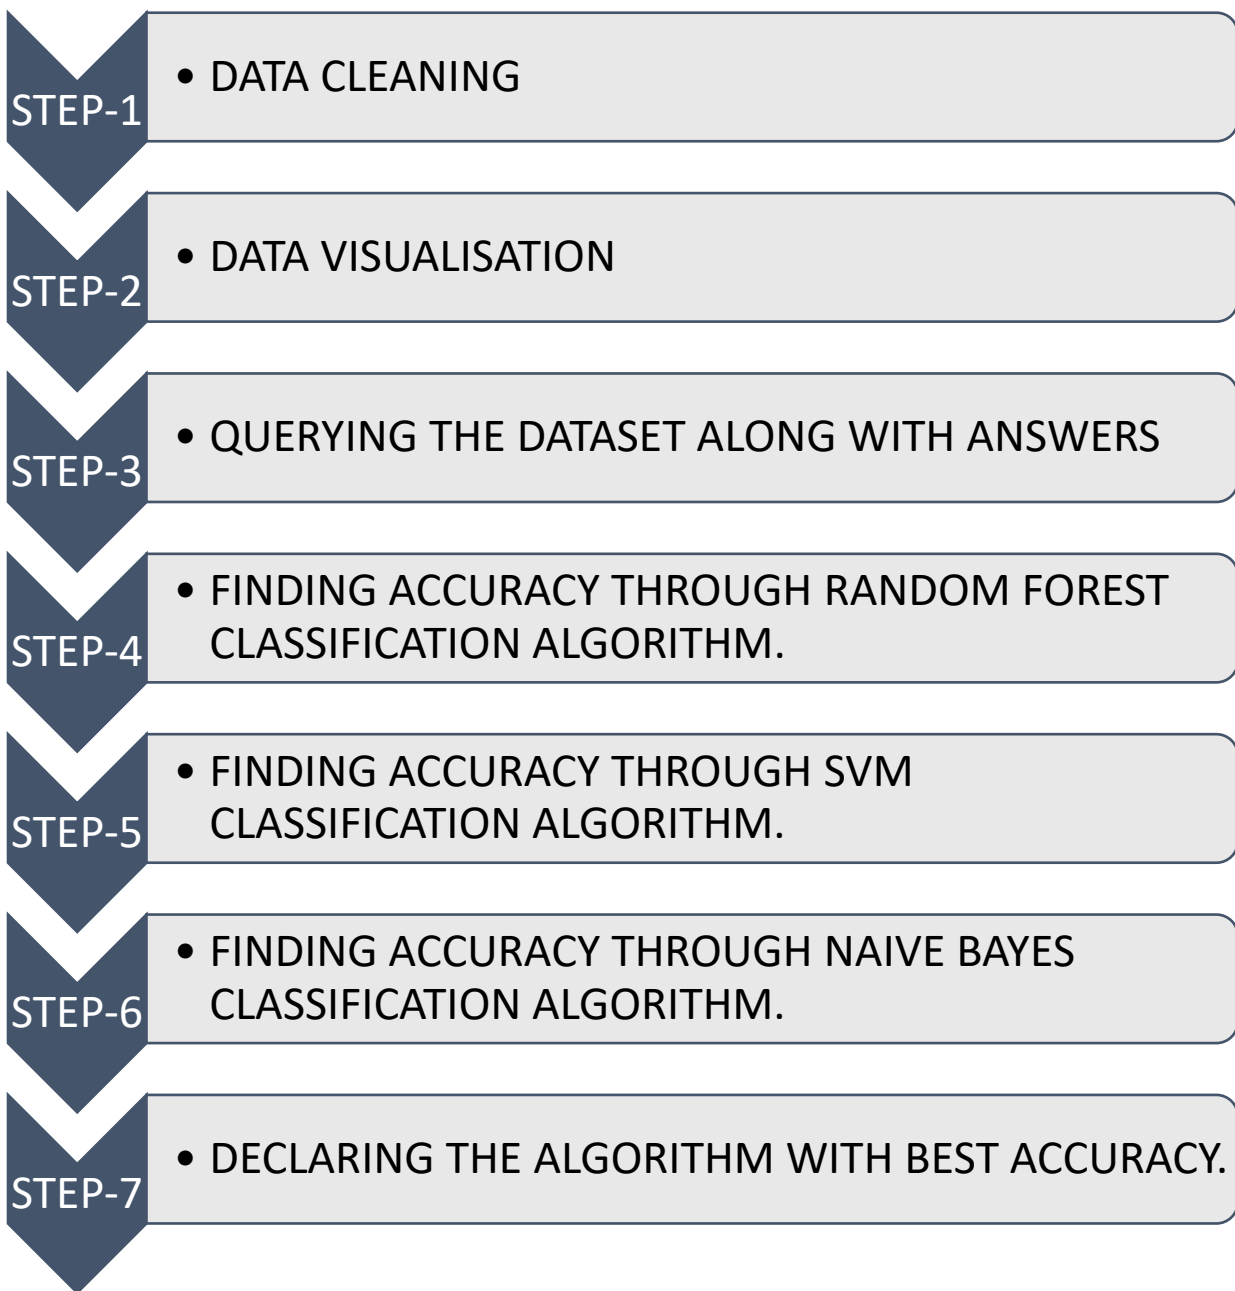 STEP-1
• DATA CLEANING
STEP-2
• DATA VISUALISATION
STEP-3
• QUERYING THE DATASET ALONG WITH ANSWERS
STEP-4
• FINDING ACCURACY THROUGH RANDOM FOREST
CLASSIFICATION ALGORITHM.
STEP-5
• FINDING ACCURACY THROUGH SVM
CLASSIFICATION ALGORITHM.
STEP-6
• FINDING ACCURACY THROUGH NAIVE BAYES
CLASSIFICATION ALGORITHM.
STEP-7
• DECLARING THE ALGORITHM WITH BEST ACCURACY.